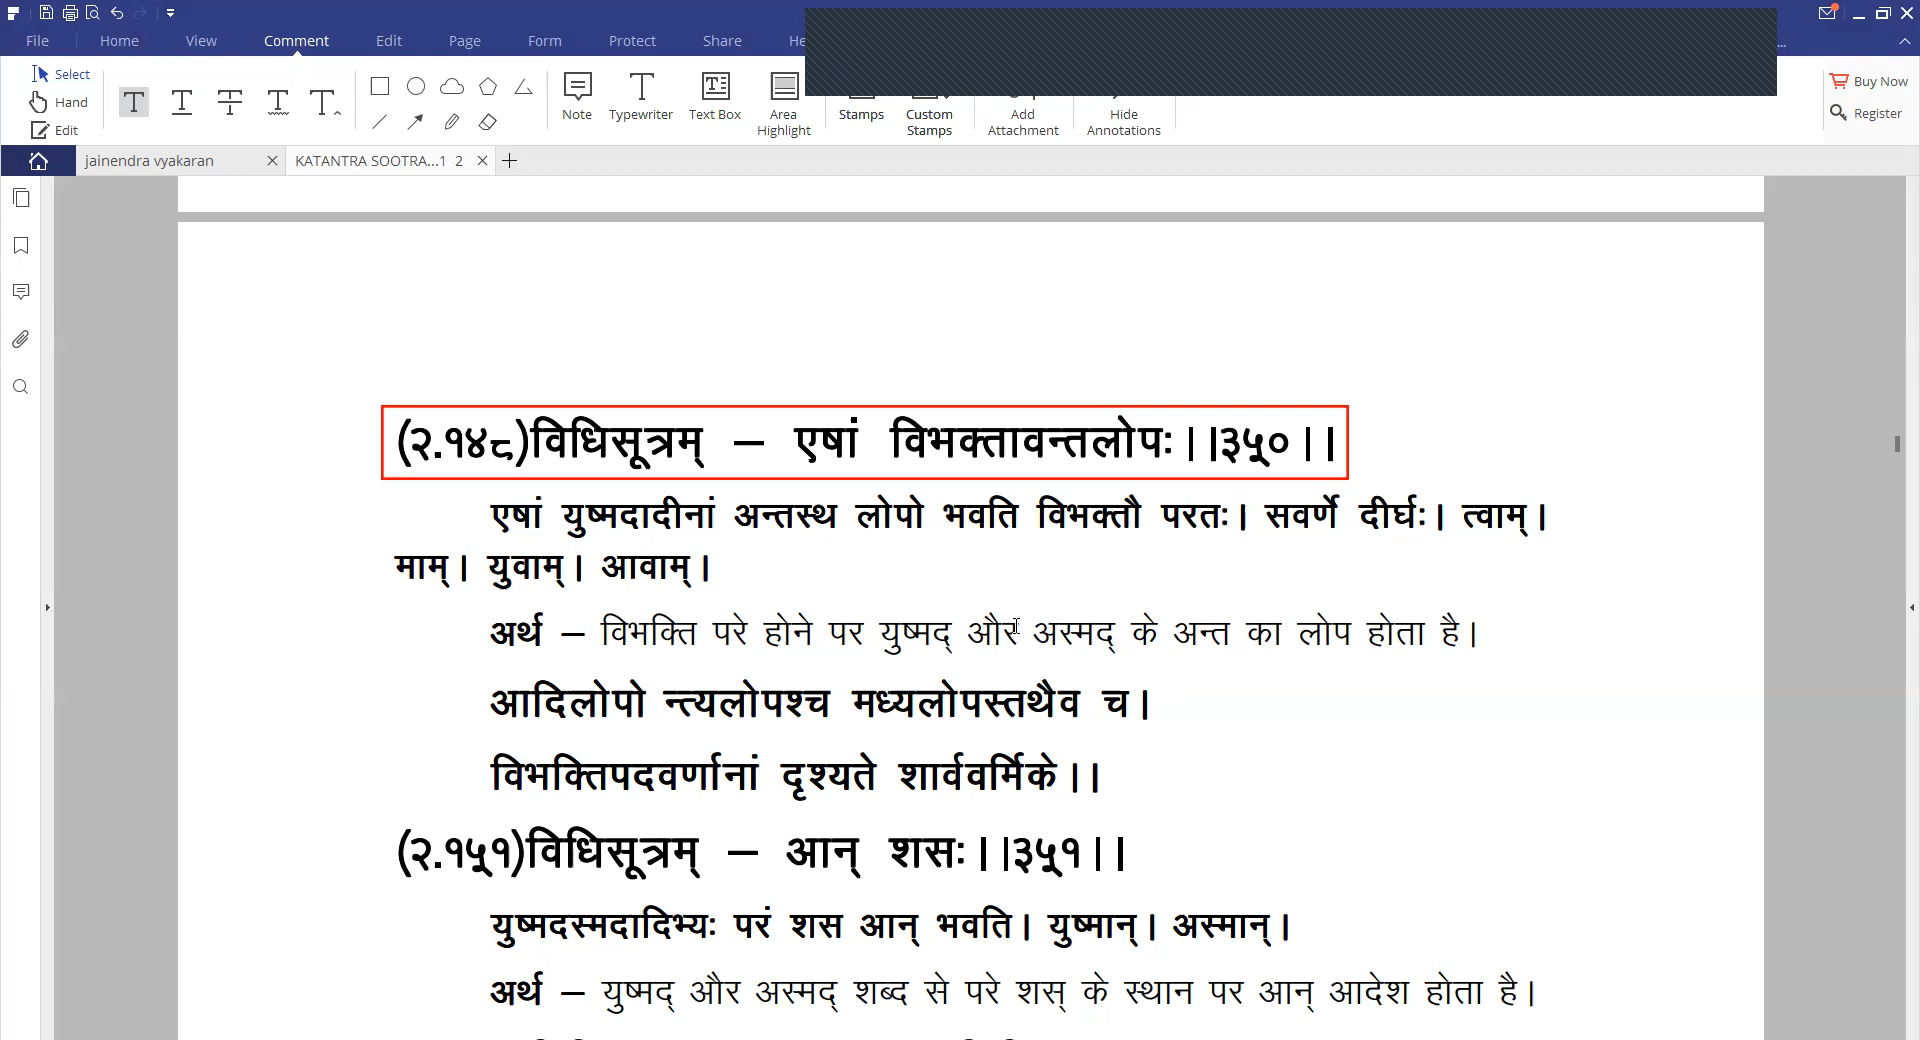 File Home View Comment Edit Page Form Protect Share He
Select
Hand
Edit
Note Typewriter Text Box Area Highlight Stamps Custom Stamps Add Attachment Hide Annotations
Buy Now
Register
jainendra vyakaran
KATANTRA SOOTRA...1 2
(२.१४८)विधिसूत्रम् – एषां विभक्तावन्तलोपः।।३५०।।
एषां युष्मदादीनां अन्तस्थ लोपो भवति विभक्तौ परतः। सवर्णे दीर्घः। त्वाम्।
माम्। युवाम्। आवाम्।
अर्थ – विभक्ति परे होने पर युष्मद् और अस्मद् के अन्त का लोप होता है।
आदिलोपो न्त्यलोपश्च मध्यलोपस्तथैव च।
विभक्तिपदवर्णानां दृश्यते शार्ववर्मिके।।
(२.१५१)विधिसूत्रम् – आन् शसः।।३५१।।
युष्मदस्मदादिभ्यः परं शस आन् भवति। युष्मान्। अस्मान्।
अर्थ – युष्मद् और अस्मद् शब्द से परे शस् के स्थान पर आन् आदेश होता है।